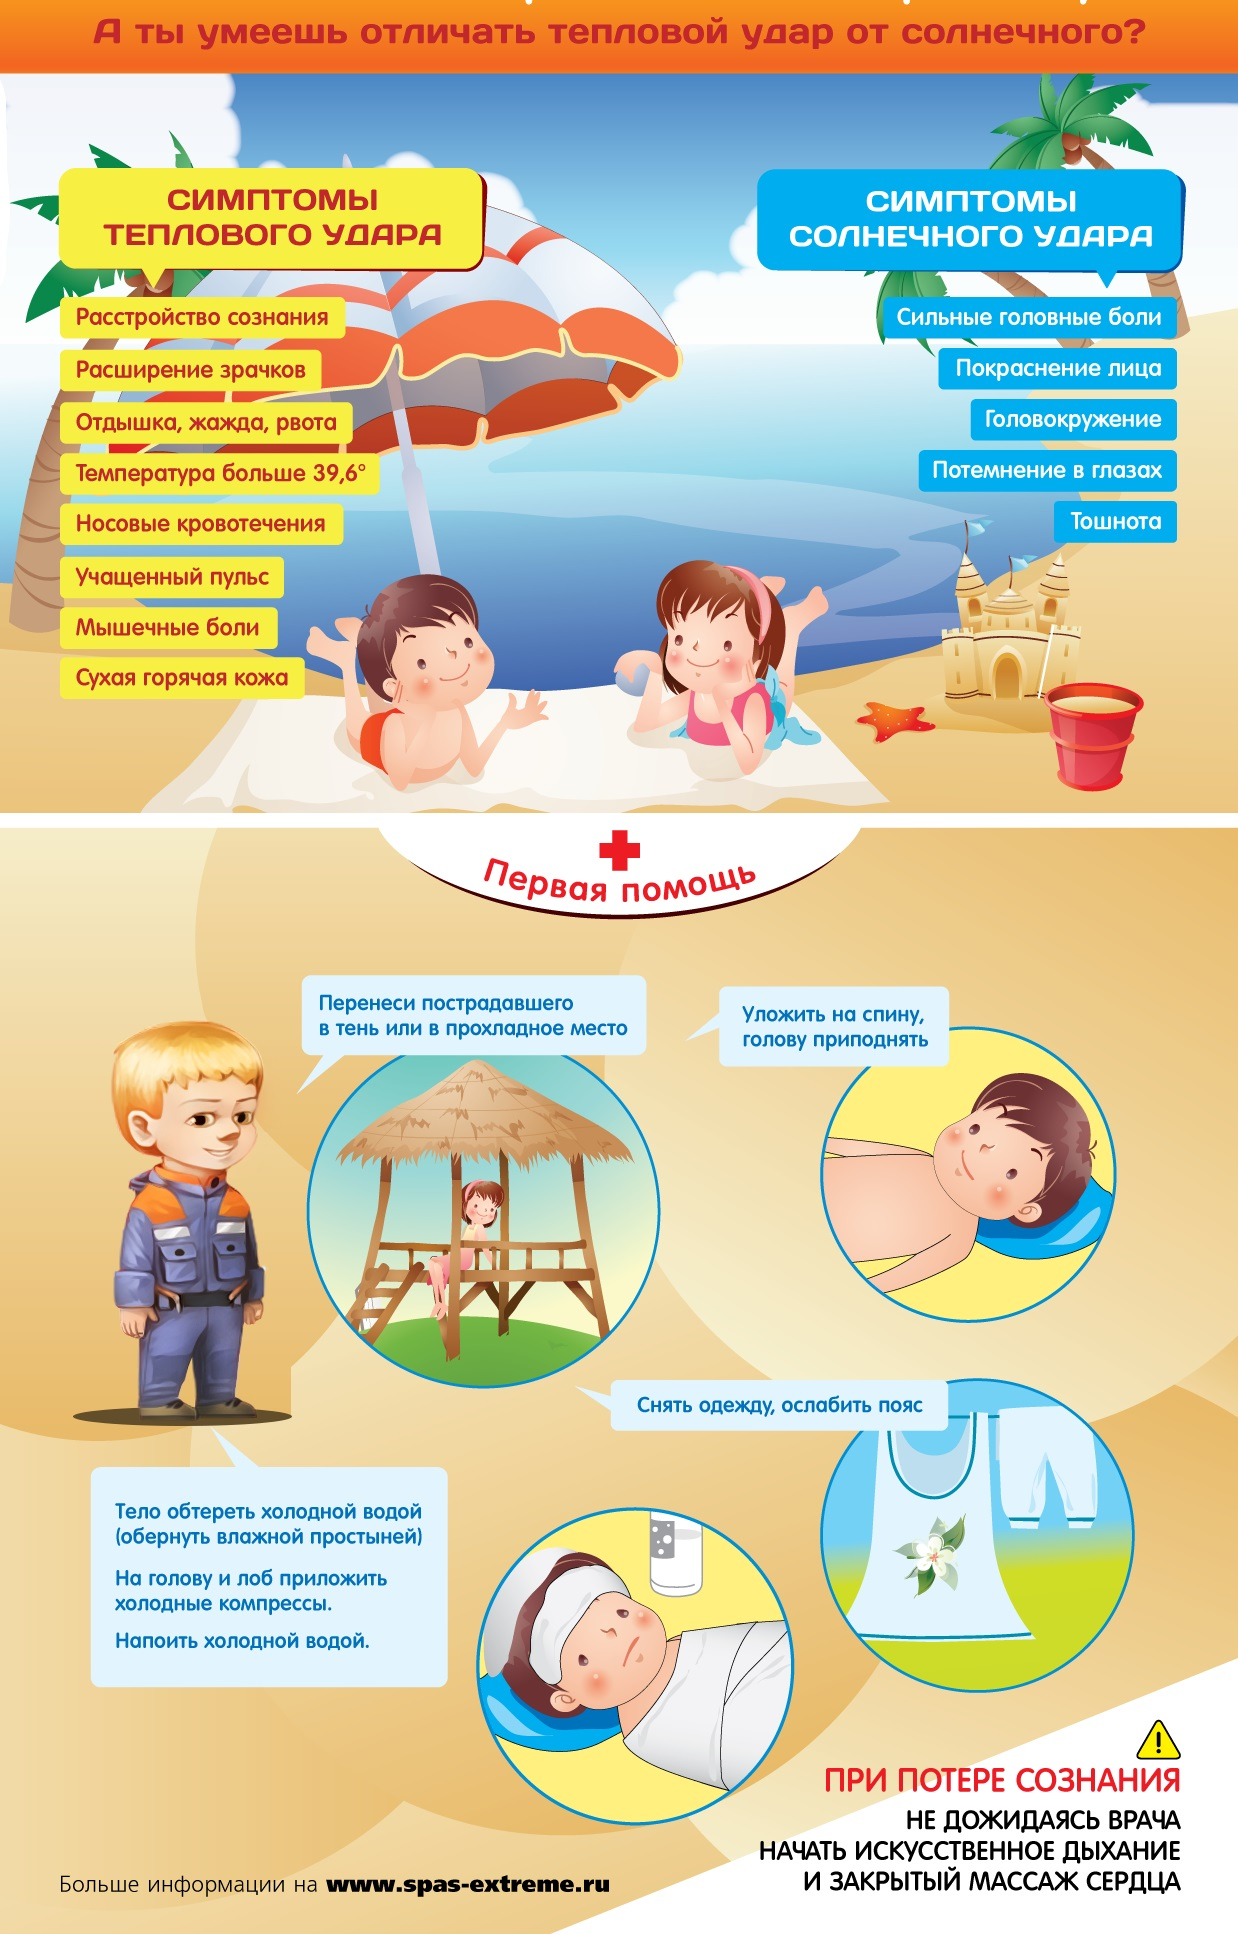 А ты умеешь отличать тепловой удар от солнечного?
СИМПТОМЫ
ТЕПЛОВОГО УДАРА
Расстройство сознания
Расширение зрачков
Отдышка, жажда, рвота
Температура больше 39,6°
Носовые кровотечения
Учащенный пульс
Мышечные боли
Сухая горячая кожа
СИМПТОМЫ
СОЛНЕЧНОГО УДАРА
Сильные головные боли
Покраснение лица
Головокружение
Потемнение в глазах
Тошнота
Первая помощь
Перенеси пострадавшего
в тень или в прохладное место
Уложить на спину,
голову приподнять
Снять одежду, ослабить пояс
Тело обтереть холодной водой
(обернуть влажной простыней)
На голову и лоб приложить
холодные компрессы.
Напоить холодной водой.
ПРИ ПОТЕРЕ СОЗНАНИЯ
НЕ ДОЖИДАЯСЬ ВРАЧА
НАЧАТЬ ИСКУССТВЕННОЕ ДЫХАНИЕ
И ЗАКРЫТЫЙ МАССАЖ СЕРДЦА
Больше информации на www.spas-extreme.ru